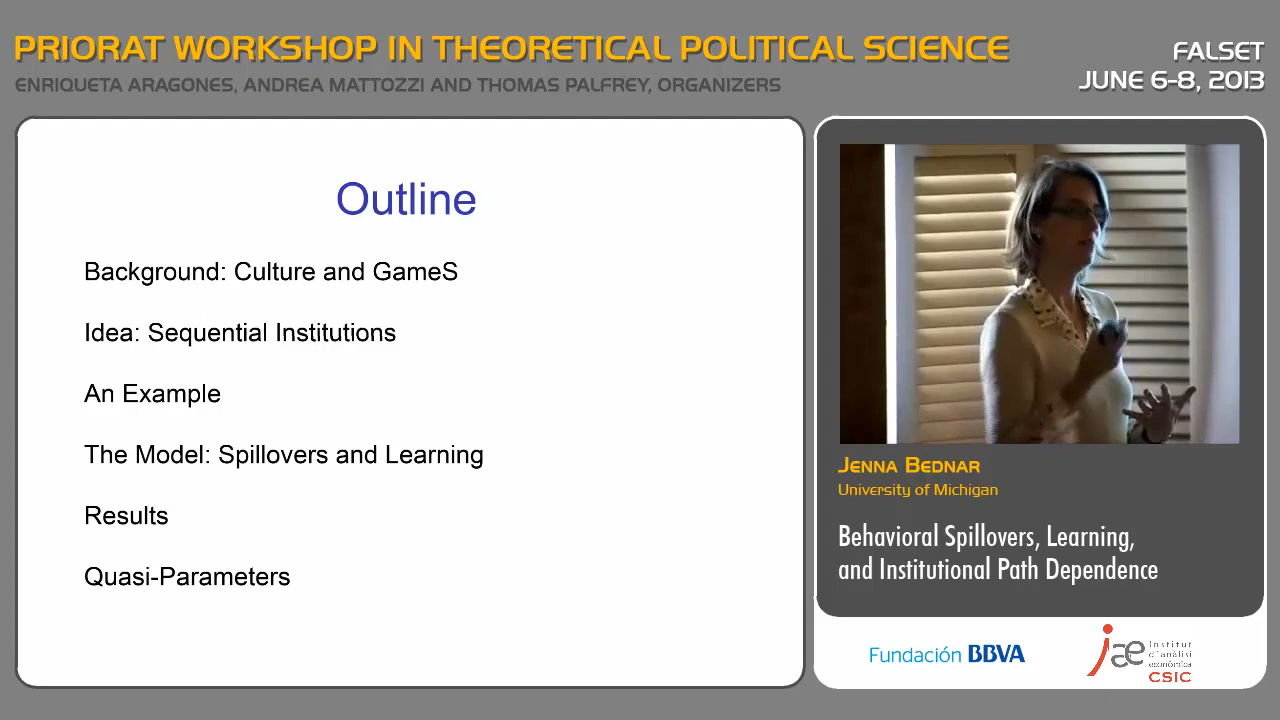 PRIORAT WORKSHOP IN THEORETICAL POLITICAL SCIENCE
ENRIQUETA ARAGONES, ANDREA MATTOZZI AND THOMAS PALFREY, ORGANIZERS
FALSET
JUNE 6-8, 2013
Outline
Background: Culture and GameS
Idea: Sequential Institutions
An Example
The Model: Spillovers and Learning
Results
Quasi-Parameters
JENNA BEDNAR
University of Michigan
Behavioral Spillovers, Learning,
and Institutional Path Dependence
Fundación BBVA
iae
Institut
d'anàlisi
econòmica
CSIC